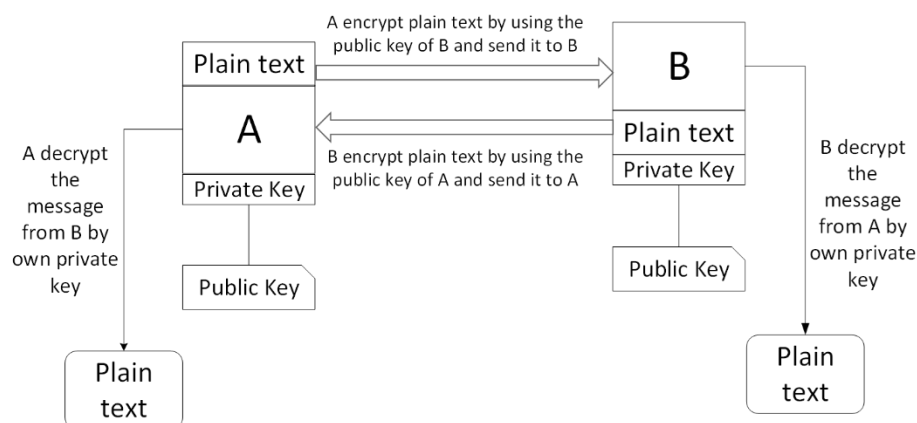 A encrypt plain text by using the
public key of B and send it to B
Plain text
A
Private Key
Public Key
B
Plain text
Private Key
Public Key
B encrypt plain text by using the
public key of A and send it to A
A decrypt
the
message
from B by
own private
key
Plain
text
B decrypt
the
message
from A by
own private
key
Plain
text